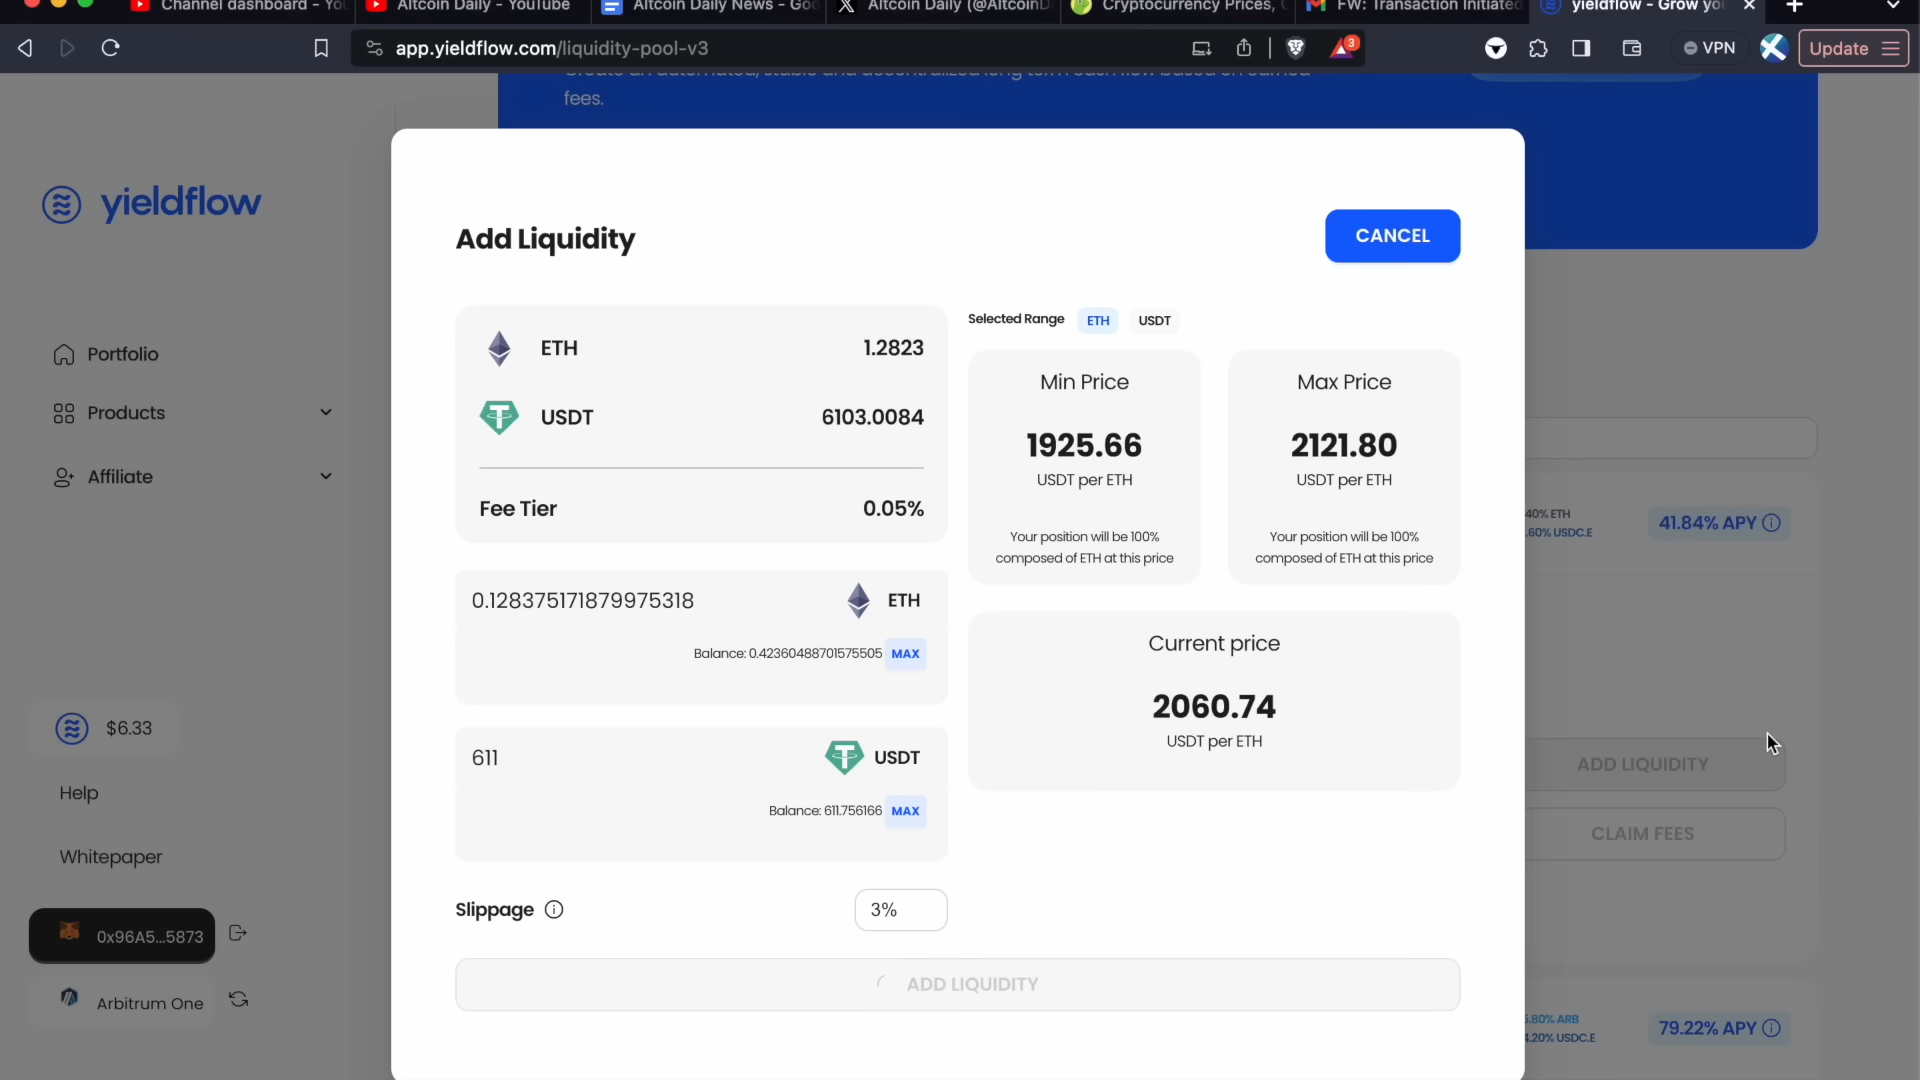 Channel dashboard - You
Altcoin Daily - YouTube
Altcoin Daily News - Goo
Altcoin Daily (@AltcoinD
Cryptocurrency Prices, C
FW: Transaction Initiated
yieldflow - Grow you
app.yieldflow.com/liquidity-pool-v3
3
VPN
Update
fees.
yieldflow
Portfolio
Products
Affiliate
$6.33
Help
Whitepaper
0x96A5...5873
Arbitrum One
Add Liquidity
CANCEL
ETH
1.2823
USDT
6103.0084
Fee Tier
0.05%
0.128375171879975318
ETH
Balance: 0.42360488701575505
MAX
611
USDT
Balance: 611.756166
MAX
Slippage
3%
ADD LIQUIDITY
Selected Range
ETH
USDT
Min Price
1925.66
USDT per ETH
Your position will be 100%
composed of ETH at this price
Max Price
2121.80
USDT per ETH
Your position will be 100%
composed of ETH at this price
Current price
2060.74
USDT per ETH
40% ETH
.60% USDC.E
41.84% APY
ADD LIQUIDITY
CLAIM FEES
5.80% ARB
4.20% USDC.E
79.22% APY